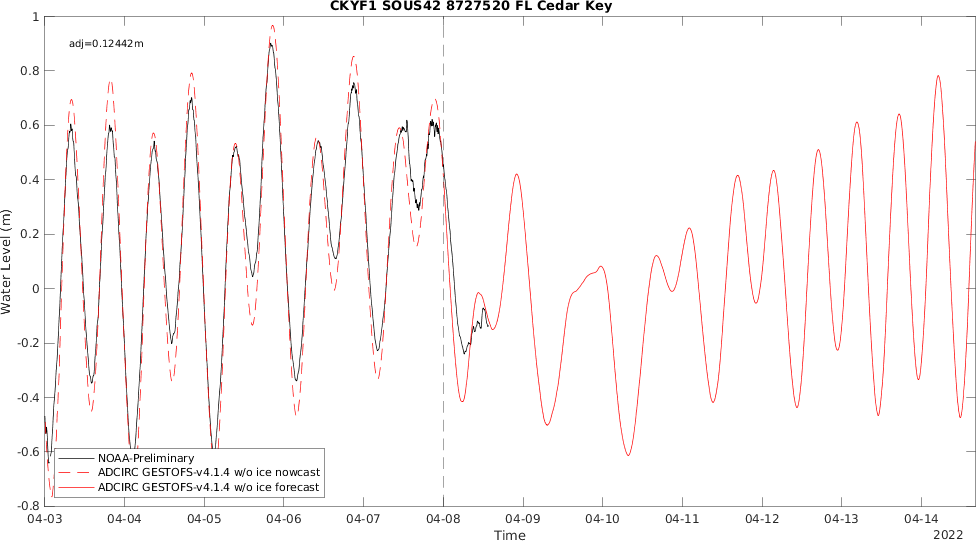 CKYF1 SOUS42 8727520 FL Cedar Key
adj=0.12442m
1
0.8
0.6
0.4
0.2
0
-0.2
-0.4
-0.6
-0.8
Water Level (m)
NOAA-Preliminary
ADCIRC GESTOFS-v4.1.4 w/o ice nowcast
ADCIRC GESTOFS-v4.1.4 w/o ice forecast
04-03 04-04 04-05 04-06 04-07 04-08 04-09 04-10 04-11 04-12 04-13 04-14
Time
2022